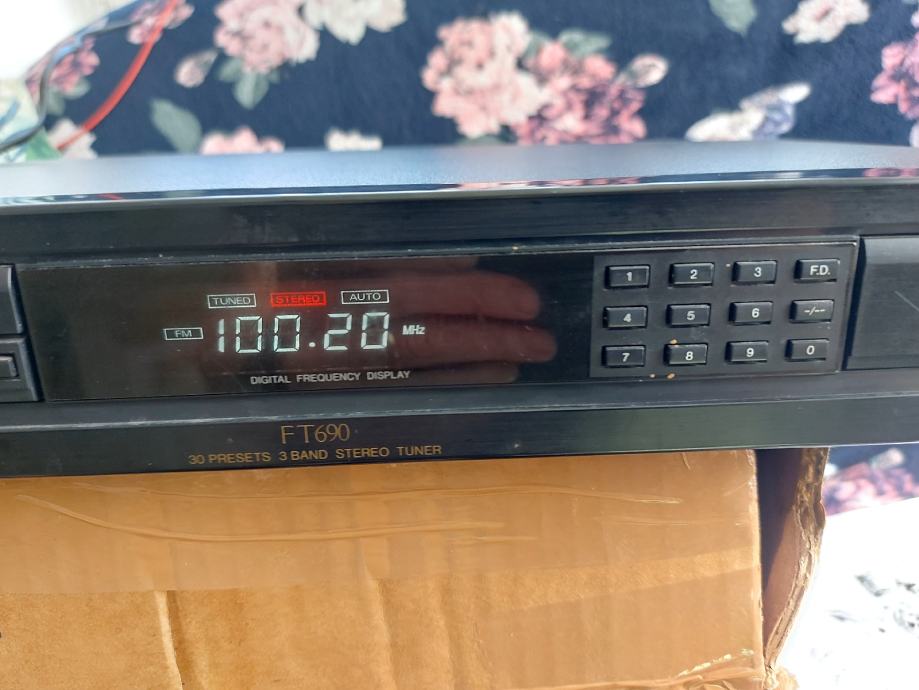 TUNED STEREO AUTO
FM 100.20 MHz
DIGITAL FREQUENCY DISPLAY
1 2 3 F.D.
4 5 6 -/--
7 8 9 0
FT690
30 PRESETS 3 BAND STEREO TUNER